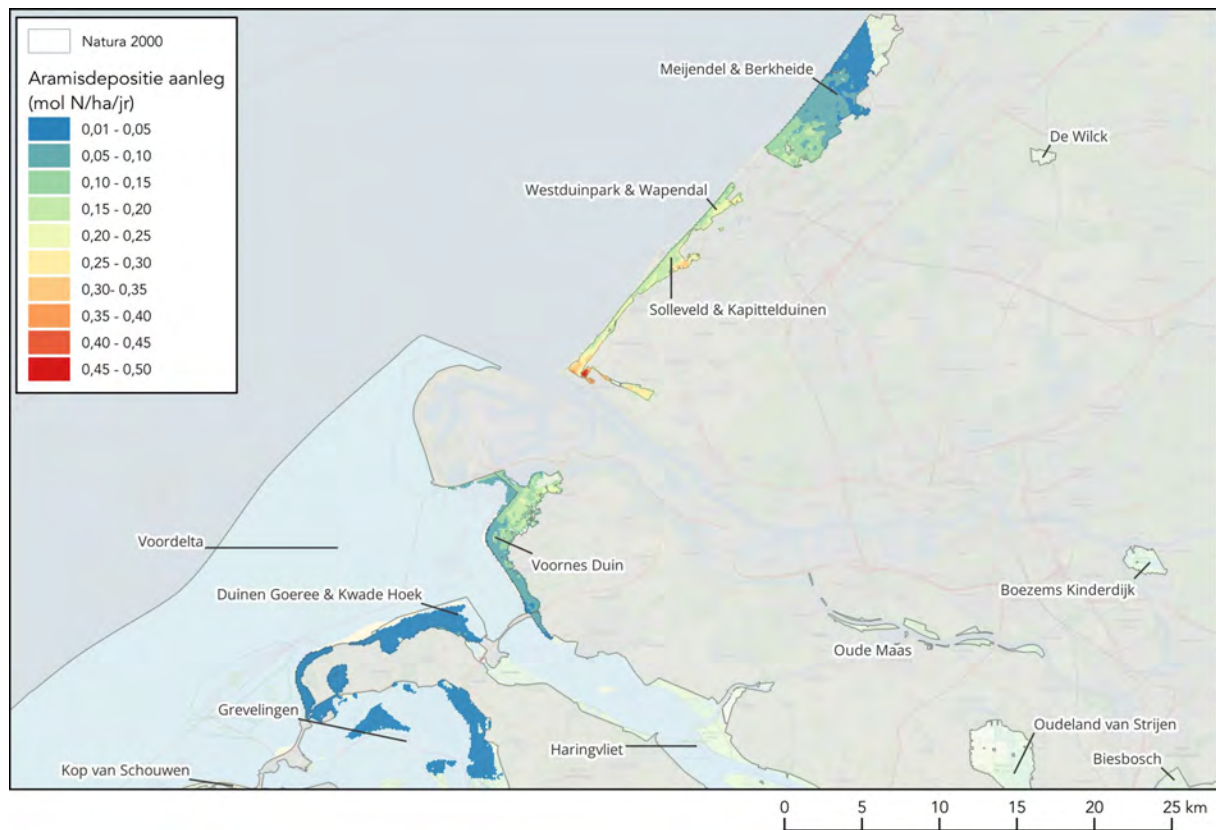 Natura 2000
Aramisdepositie aanleg
(mol N/ha/jr)
0,01 - 0,05
0,05 - 0,10
0,10 - 0,15
0,15 - 0,20
0,20 - 0,25
0,25 - 0,30
0,30- 0,35
0,35 - 0,40
0,40 - 0,45
0,45 - 0,50
Meijendel & Berkheide
De Wilck
Westduinpark & Wapendal
Solleveld & Kapittelduinen
Voordelta
Voornes Duin
Duinen Goeree & Kwade Hoek
Boezems Kinderdijk
Oude Maas
Grevelingen
Haringvliet
Oudeland van Strijen
Biesbosch
Kop van Schouwen
0 5 10 15 20 25 km